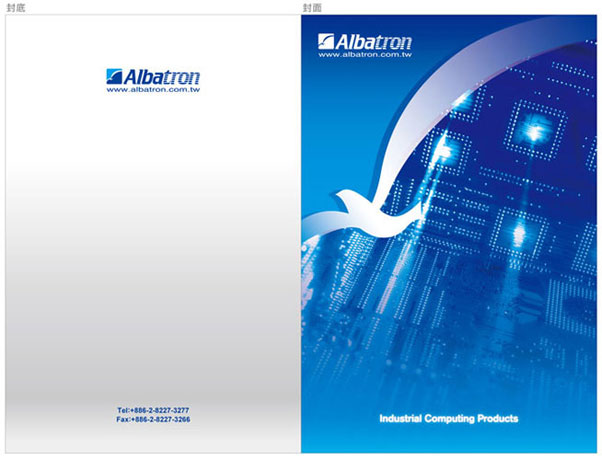 封底
封面
Albatron
www.albatron.com.tw
Tel:+886-2-8227-3277
Fax:+886-2-8227-3266
Albatron
www.albatron.com.tw
Industrial Computing Products